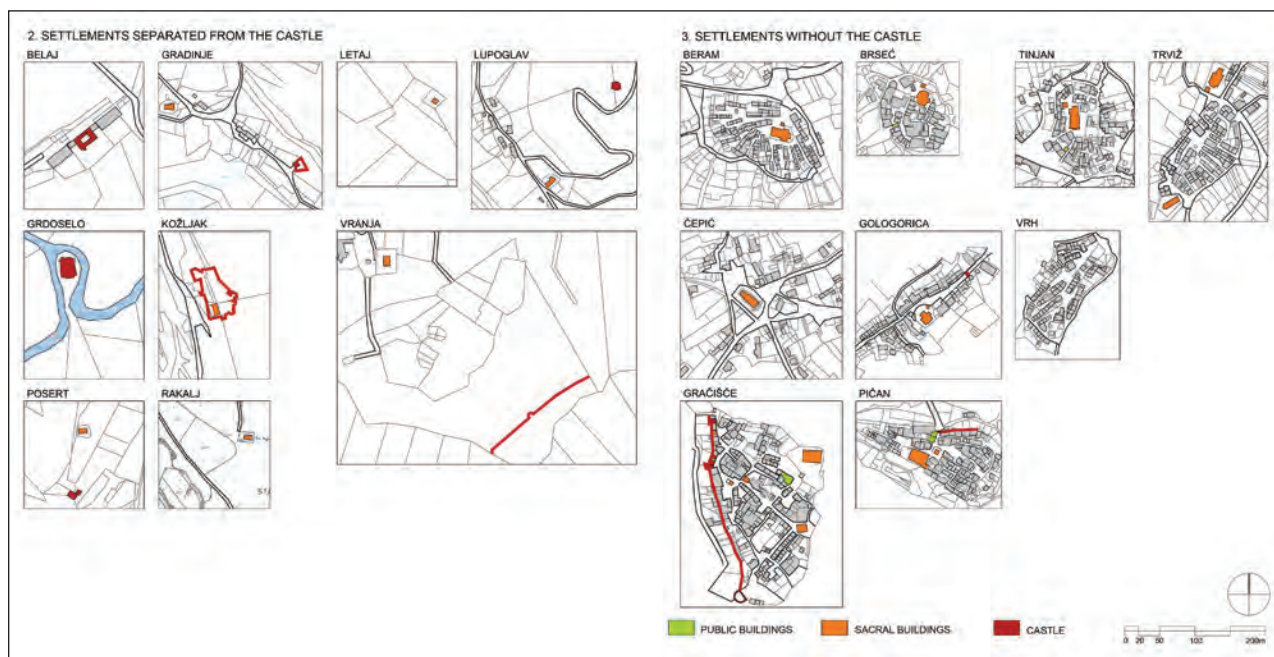 2. SETTLEMENTS SEPARATED FROM THE CASTLE
BELAJ
GRADINJE
LETAJ
LUPOGLAV
GRDOSELO
KOŽLJAK
VRANJA
POSERT
RAKALJ
3. SETTLEMENTS WITHOUT THE CASTLE
BERAM
BRSEČ
TINJAN
TRVIŽ
ČEPIĆ
GOLOGORICA
VRH
GRAČIŠĆE
PIĆAN
PUBLIC BUILDINGS
SACRAL BUILDINGS
CASTLE
0 20 50 100 200m